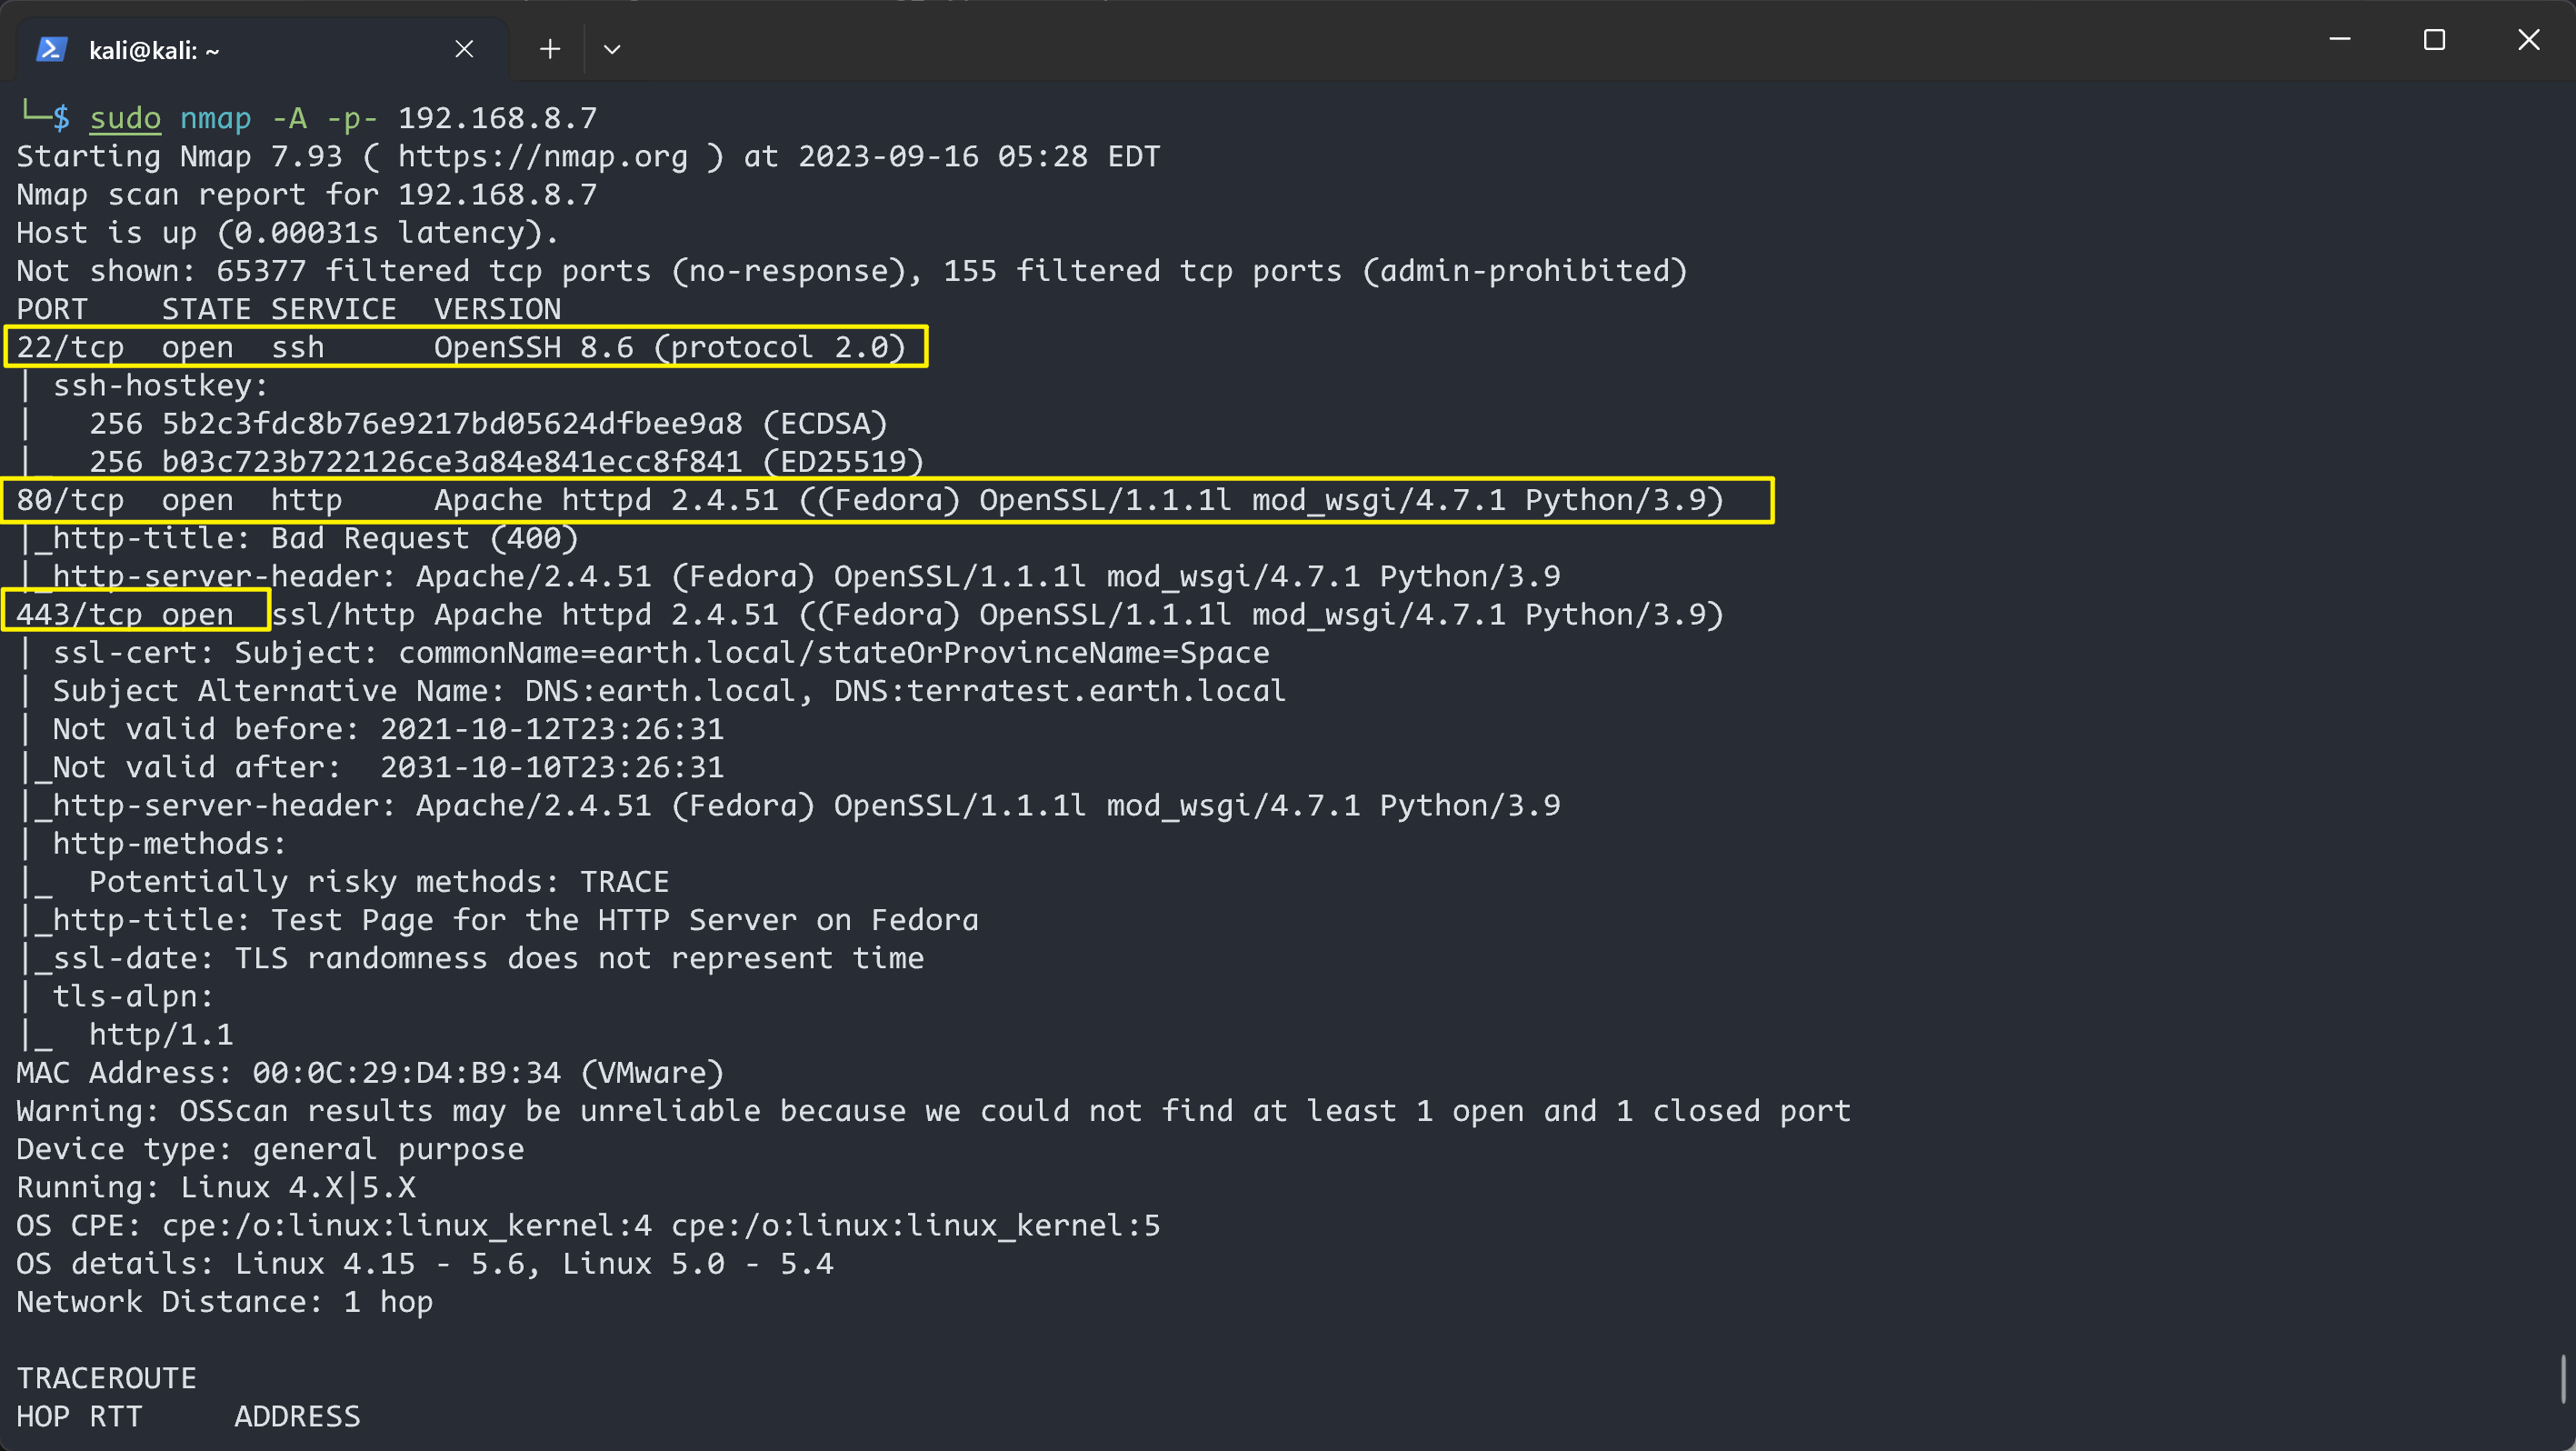 kali@kali: ~
└─$ sudo nmap -A -p- 192.168.8.7
Starting Nmap 7.93 ( https://nmap.org ) at 2023-09-16 05:28 EDT
Nmap scan report for 192.168.8.7
Host is up (0.00031s latency).
Not shown: 65377 filtered tcp ports (no-response), 155 filtered tcp ports (admin-prohibited)
PORT    STATE SERVICE  VERSION
22/tcp  open  ssh      OpenSSH 8.6 (protocol 2.0)
| ssh-hostkey:
|   256 5b2c3fdc8b76e9217bd05624dfbee9a8 (ECDSA)
|_  256 b03c723b722126ce3a84e841ecc8f841 (ED25519)
80/tcp  open  http     Apache httpd 2.4.51 ((Fedora) OpenSSL/1.1.1l mod_wsgi/4.7.1 Python/3.9)
|_http-title: Bad Request (400)
|_http-server-header: Apache/2.4.51 (Fedora) OpenSSL/1.1.1l mod_wsgi/4.7.1 Python/3.9
443/tcp open  ssl/http Apache httpd 2.4.51 ((Fedora) OpenSSL/1.1.1l mod_wsgi/4.7.1 Python/3.9)
| ssl-cert: Subject: commonName=earth.local/stateOrProvinceName=Space
| Subject Alternative Name: DNS:earth.local, DNS:terratest.earth.local
| Not valid before: 2021-10-12T23:26:31
|_Not valid after:  2031-10-10T23:26:31
|_http-server-header: Apache/2.4.51 (Fedora) OpenSSL/1.1.1l mod_wsgi/4.7.1 Python/3.9
| http-methods:
|_  Potentially risky methods: TRACE
|_http-title: Test Page for the HTTP Server on Fedora
|_ssl-date: TLS randomness does not represent time
| tls-alpn:
|_  http/1.1
MAC Address: 00:0C:29:D4:B9:34 (VMware)
Warning: OSScan results may be unreliable because we could not find at least 1 open and 1 closed port
Device type: general purpose
Running: Linux 4.X|5.X
OS CPE: cpe:/o:linux:linux_kernel:4 cpe:/o:linux:linux_kernel:5
OS details: Linux 4.15 - 5.6, Linux 5.0 - 5.4
Network Distance: 1 hop
TRACEROUTE
HOP RTT     ADDRESS